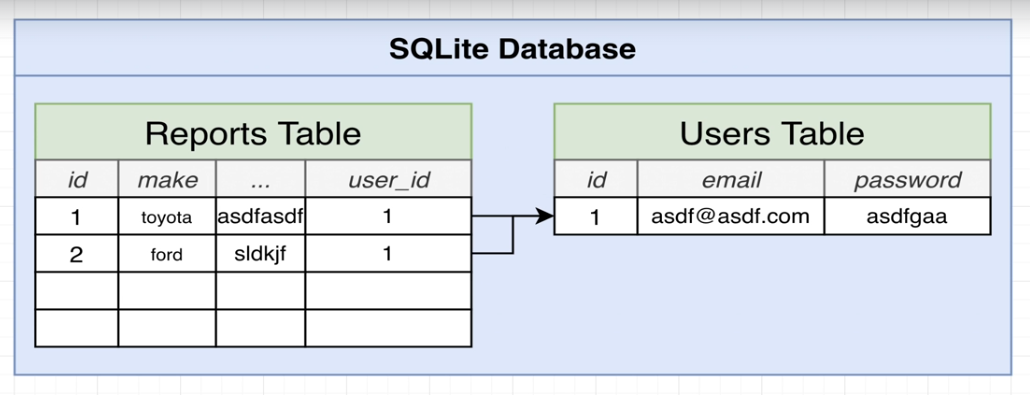 SQLite Database
Reports Table
id make ... user_id
1 toyota asdfasdf 1
2 ford sldkjf 1
Users Table
id email password
1 asdf@asdf.com asdfgaa